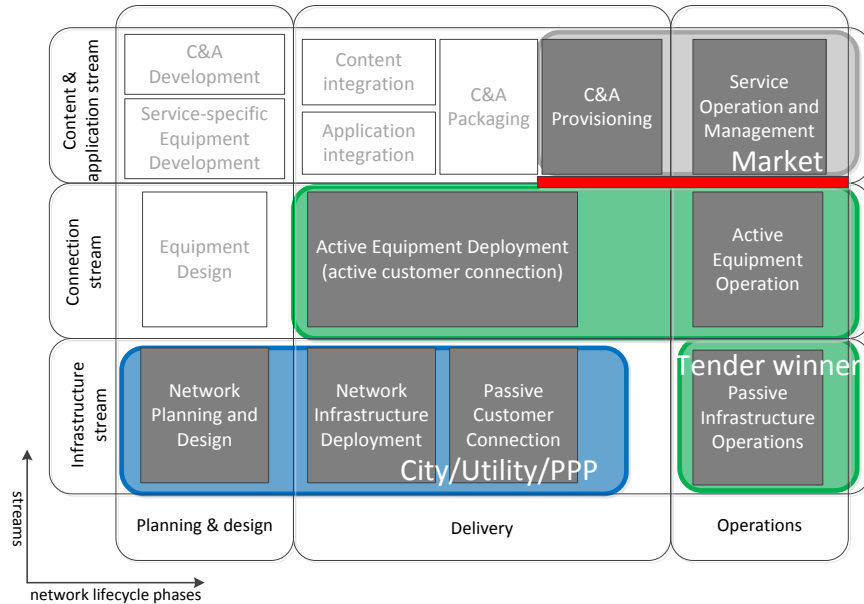 Content &
application stream
C&A
Development
Service-specific
Equipment
Development
Content
integration
Application
integration
C&A
Packaging
C&A
Provisioning
Service
Operation and
Management
Market
Connection
stream
Equipment
Design
Active Equipment Deployment
(active customer connection)
Active
Equipment
Operation
Infrastructure
stream
Network
Planning and
Design
Network
Infrastructure
Deployment
Passive
Customer
Connection
City/Utility/PPP
Tender winner
Passive
Infrastructure
Operations
Planning & design
Delivery
Operations
streams
network lifecycle phases